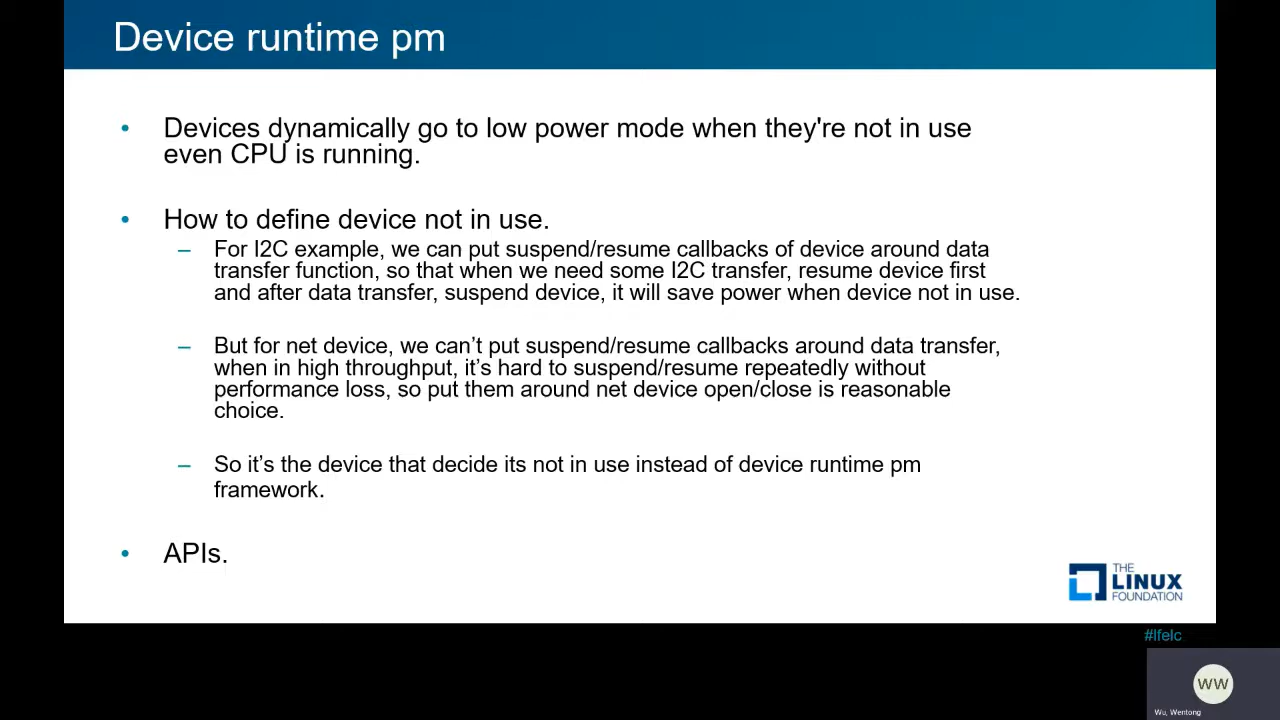 Device runtime pm
• Devices dynamically go to low power mode when they're not in use
even CPU is running.
• How to define device not in use.
– For I2C example, we can put suspend/resume callbacks of device around data
transfer function, so that when we need some I2C transfer, resume device first
and after data transfer, suspend device, it will save power when device not in use.
– But for net device, we can’t put suspend/resume callbacks around data transfer,
when in high throughput, it’s hard to suspend/resume repeatedly without
performance loss, so put them around net device open/close is reasonable
choice.
– So it’s the device that decide its not in use instead of device runtime pm
framework.
• APIs.
THE
LINUX
FOUNDATION
#lfelc
WW
Wu, Wentong